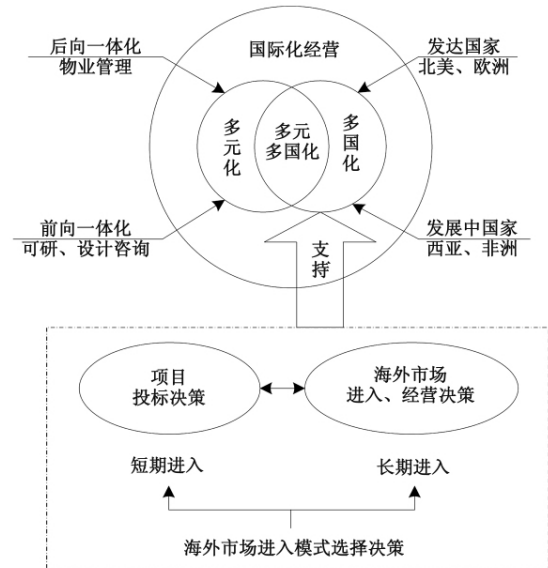 后向一体化
物业管理
国际化经营
发达国家
北美、欧洲
多元化
多元
多国化
多国化
前向一体化
可研、设计咨询
发展中国家
西亚、非洲
支持
项目
投标决策
海外市场
进入、经营决策
短期进入
长期进入
海外市场进入模式选择决策